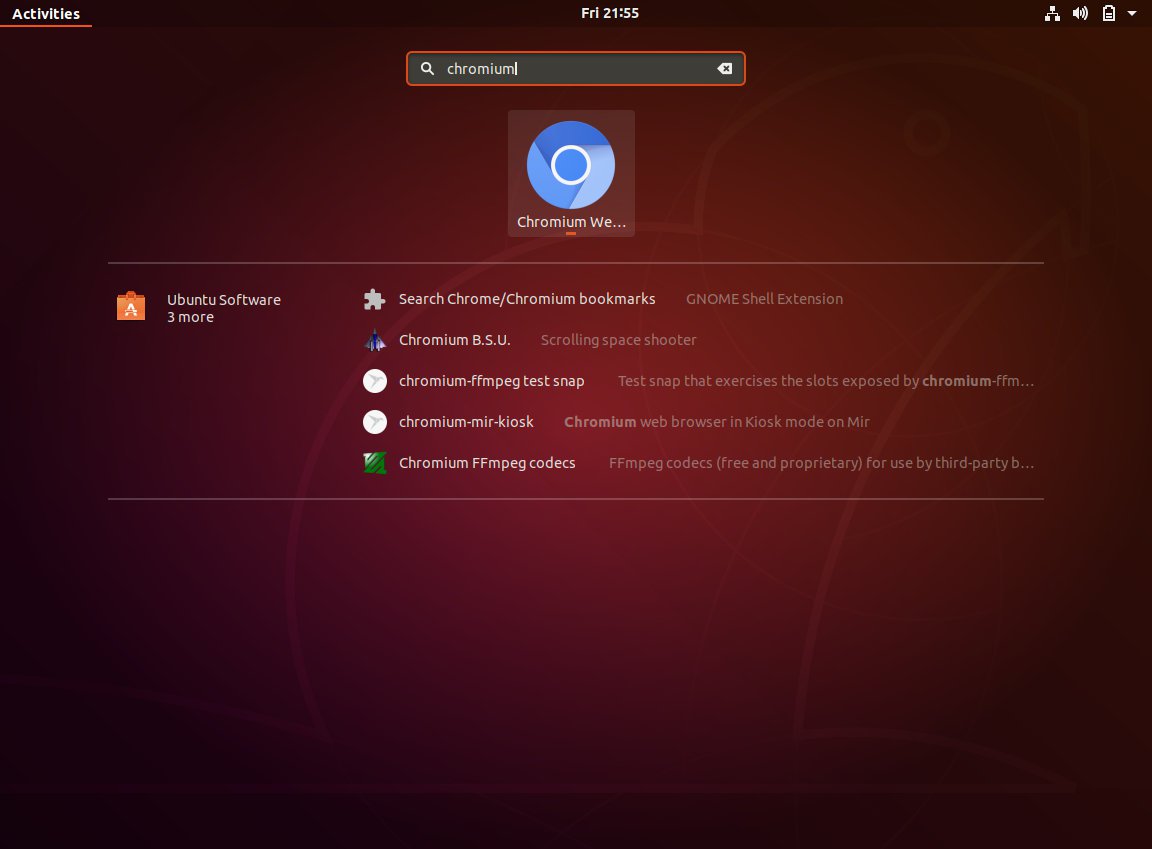 Activities
Fri 21:55
chromium
Chromium We…
Ubuntu Software
3 more
Search Chrome/Chromium bookmarks GNOME Shell Extension
Chromium B.S.U. Scrolling space shooter
chromium-ffmpeg test snap Test snap that exercises the slots exposed by chromium-ffm…
chromium-mir-kiosk Chromium web browser in Kiosk mode on Mir
Chromium FFmpeg codecs FFmpeg codecs (free and proprietary) for use by third-party b…